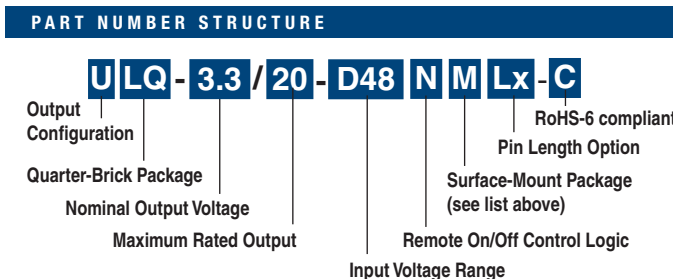 PART NUMBER STRUCTURE
U LQ - 3.3 / 20 - D48 N M Lx - C
Output
Configuration
RoHS-6 compliant
Pin Length Option
Quarter-Brick Package
Surface-Mount Package
(see list above)
Nominal Output Voltage
Maximum Rated Output
Remote On/Off Control Logic
Input Voltage Range